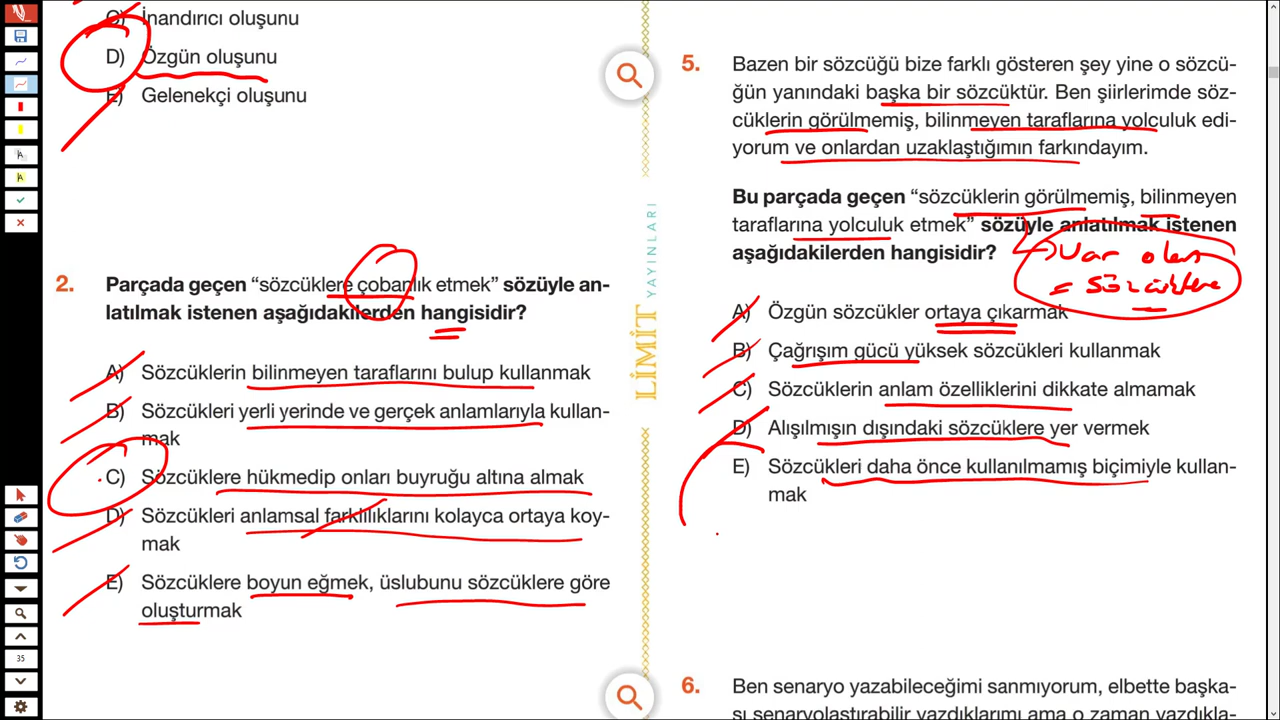 C) İnandırıcı oluşunu
D) Özgün oluşunu
E) Gelenekçi oluşunu
2. Parçada geçen “sözcüklere çobanlık etmek” sözüyle an-
latılmak istenen aşağıdakilerden hangisidir?
A) Sözcüklerin bilinmeyen taraflarını bulup kullanmak
B) Sözcükleri yerli yerinde ve gerçek anlamlarıyla kullan-
mak
C) Sözcüklere hükmedip onları buyruğu altına almak
D) Sözcükleri anlamsal farklılıklarını kolayca ortaya koy-
mak
E) Sözcüklere boyun eğmek, üslubunu sözcüklere göre
oluşturmak
35
LİMİT YAYINLARI
5. Bazen bir sözcüğü bize farklı gösteren şey yine o sözcü-
ğün yanındaki başka bir sözcüktür. Ben şiirlerimde söz-
cüklerin görülmemiş, bilinmeyen taraflarına yolculuk edi-
yorum ve onlardan uzaklaştığımın farkındayım.
Bu parçada geçen “sözcüklerin görülmemiş, bilinmeyen
taraflarına yolculuk etmek” sözüyle anlatılmak istenen
aşağıdakilerden hangisidir?
Var olan
sözcüklere
A) Özgün sözcükler ortaya çıkarmak
B) Çağrışım gücü yüksek sözcükleri kullanmak
C) Sözcüklerin anlam özelliklerini dikkate almamak
D) Alışılmışın dışındaki sözcüklere yer vermek
E) Sözcükleri daha önce kullanılmamış biçimiyle kullan-
mak
6. Ben senaryo yazabileceğimi sanmıyorum, elbette başka-
sı senaryolaştırabilir yazdıklarımı ama o zaman yazdıkla-